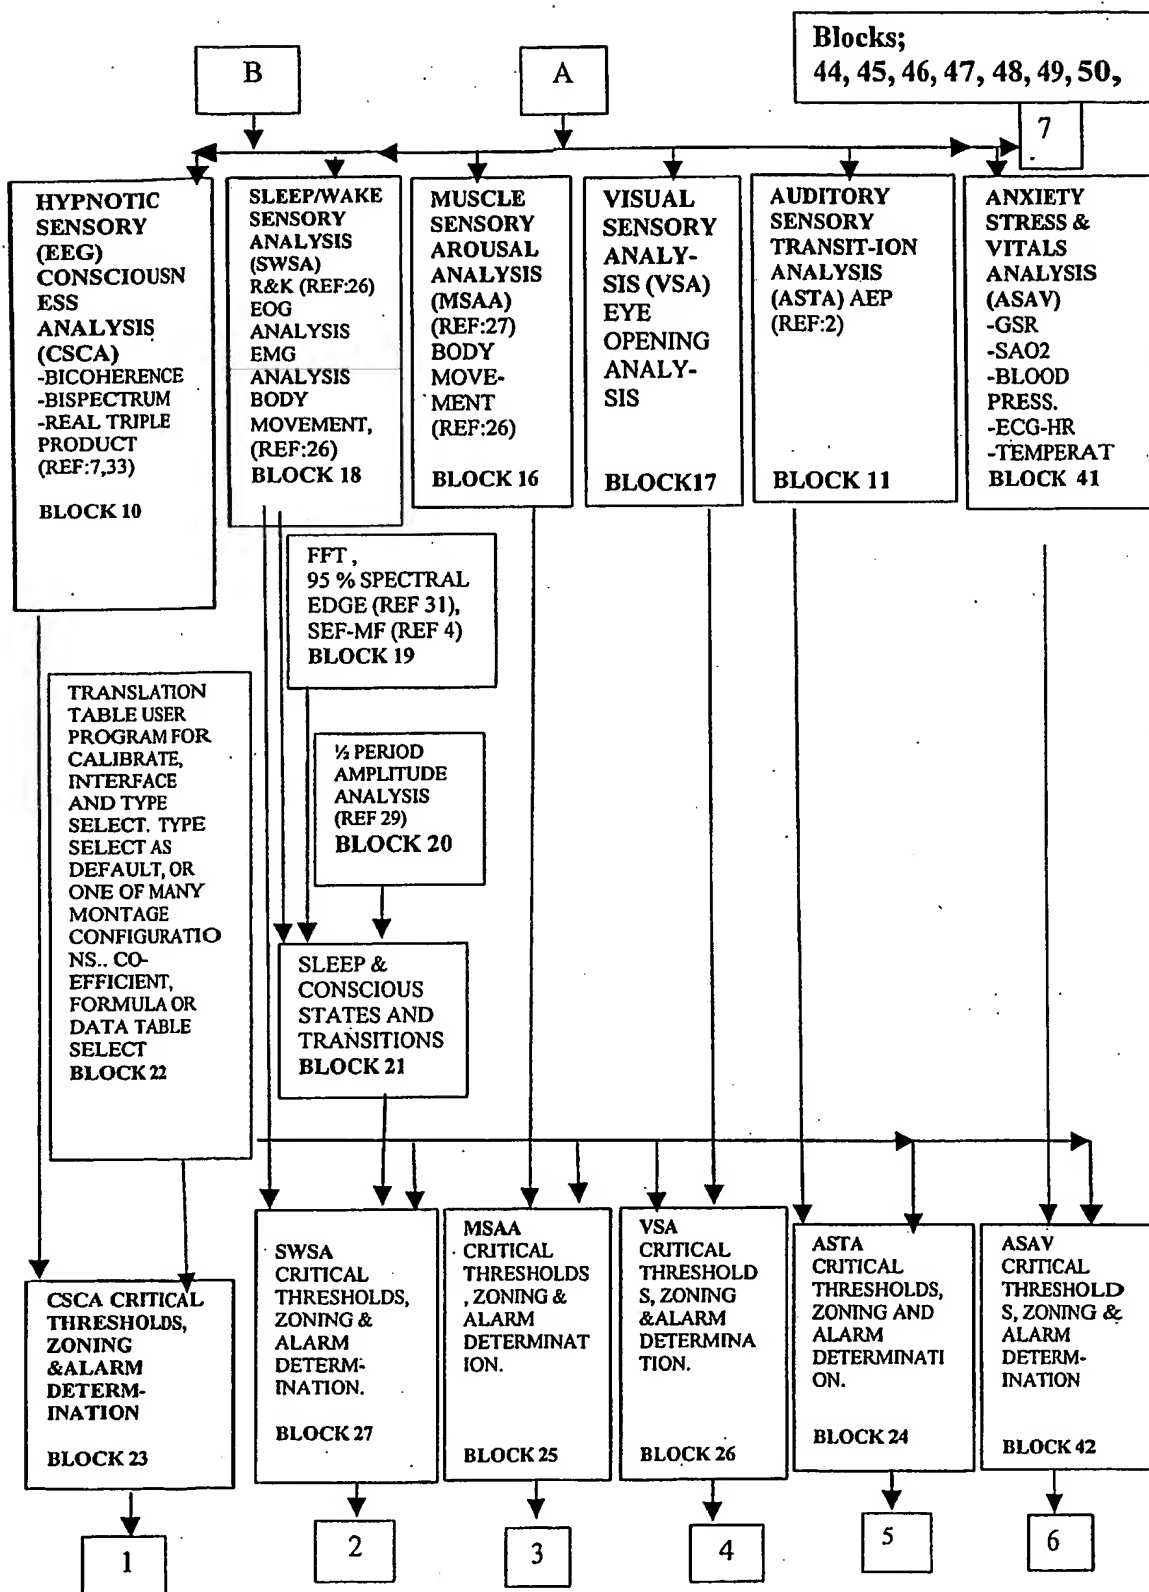 B
A
Blocks;
44, 45, 46, 47, 48, 49, 50,
7
HYPNOTIC
SENSORY
(EEG)
CONSCIOUSN
ESS
ANALYSIS
(CSCA)
-BICOHERENCE
-BISPECTRUM
-REAL TRIPLE
PRODUCT
(REF:7,33)
BLOCK 10
SLEEP/WAKE
SENSORY
ANALYSIS
(SWSA)
R&K (REF:26)
EOG
ANALYSIS
EMG
ANALYSIS
BODY
MOVEMENT,
(REF:26)
BLOCK 18
MUSCLE
SENSORY
AROUSAL
ANALYSIS
(MSAA)
(REF:27)
BODY
MOVE-
MENT
(REF:26)
BLOCK 16
VISUAL
SENSORY
ANALY-
SIS (VSA)
EYE
OPENING
ANALY-
SIS
BLOCK17
AUDITORY
SENSORY
TRANSIT-ION
ANALYSIS
(ASTA) AEP
(REF:2)
BLOCK 11
ANXIETY
STRESS &
VITALS
ANALYSIS
(ASAV)
-GSR
-SAO2
-BLOOD
PRESS.
-ECG-HR
-TEMPERAT
BLOCK 41
FFT ,
95 % SPECTRAL
EDGE (REF 31),
SEF-MF (REF 4)
BLOCK 19
TRANSLATION
TABLE USER
PROGRAM FOR
CALIBRATE,
INTERFACE
AND TYPE
SELECT. TYPE
SELECT AS
DEFAULT, OR
ONE OF MANY
MONTAGE
CONFIGURATIO
NS.. CO-
EFFICIENT,
FORMULA OR
DATA TABLE
SELECT
BLOCK 22
½ PERIOD
AMPLITUDE
ANALYSIS
(REF 29)
BLOCK 20
SLEEP &
CONSCIOUS
STATES AND
TRANSITIONS
BLOCK 21
CSCA CRITICAL
THRESHOLDS,
ZONING
&ALARM
DETERM-
INATION
BLOCK 23
SWSA
CRITICAL
THRESHOLDS,
ZONING &
ALARM
DETERM-
INATION.
BLOCK 27
MSAA
CRITICAL
THRESHOLDS
, ZONING &
ALARM
DETERMINAT
ION.
BLOCK 25
VSA
CRITICAL
THRESHOLD
S, ZONING
&ALARM
DETERMINA
TION.
BLOCK 26
ASTA
CRITICAL
THRESHOLDS,
ZONING AND
ALARM
DETERMINATI
ON.
BLOCK 24
ASAV
CRITICAL
THRESHOLD
S, ZONING &
ALARM
DETERM-
INATION
BLOCK 42
1
2
3
4
5
6